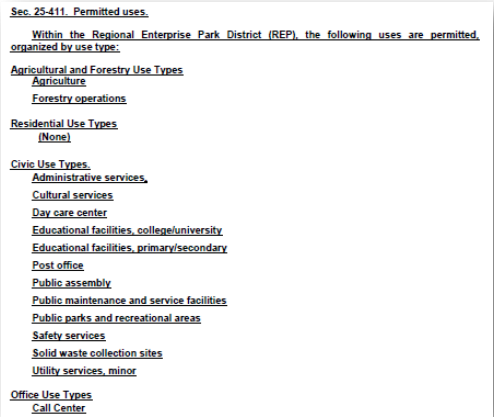 Sec. 25-411. Permitted uses.
Within the Regional Enterprise Park District (REP), the following uses are permitted,
organized by use type:
Agricultural and Forestry Use Types
Agriculture
Forestry operations
Residential Use Types
(None)
Civic Use Types.
Administrative services,
Cultural services
Day care center
Educational facilities, college/university
Educational facilities, primary/secondary
Post office
Public assembly
Public maintenance and service facilities
Public parks and recreational areas
Safety services
Solid waste collection sites
Utility services, minor
Office Use Types
Call Center